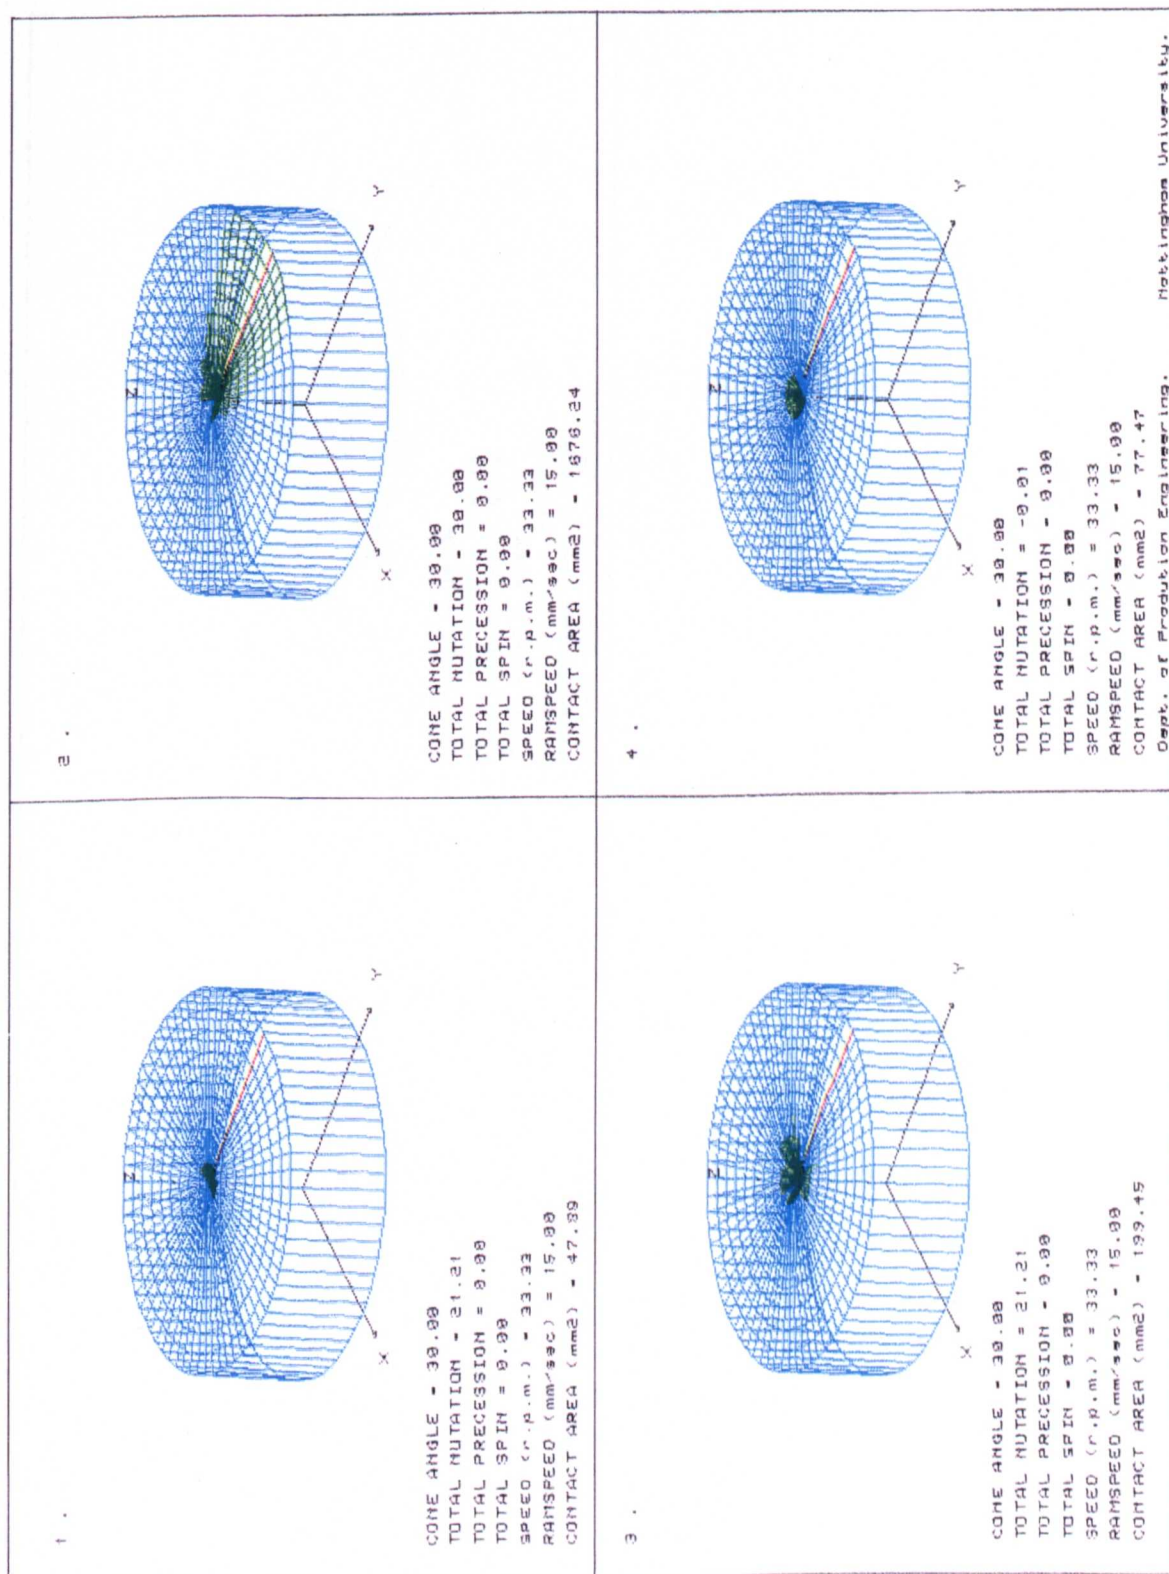 1 .
Z
X
Y
CONE ANGLE - 30.00
TOTAL NUTATION - 21.21
TOTAL PRECESSION = 0.00
TOTAL SPIN = 0.00
SPEED (r.p.m.) - 33.33
RAMSPEED (mm/sec) = 15.00
CONTACT AREA (mm2) - 47.89
2 .
Z
X
Y
CONE ANGLE - 30.00
TOTAL NUTATION - 30.00
TOTAL PRECESSION = 0.00
TOTAL SPIN = 0.00
SPEED (r.p.m.) - 33.33
RAMSPEED (mm/sec) = 15.00
CONTACT AREA (mm2) - 1676.24
3 .
Z
X
Y
CONE ANGLE - 30.00
TOTAL NUTATION = 21.21
TOTAL PRECESSION - 0.00
TOTAL SPIN - 0.00
SPEED (r.p.m.) = 33.33
RAMSPEED (mm/sec) - 15.00
CONTACT AREA (mm2) - 199.45
4 .
Z
X
Y
CONE ANGLE - 30.00
TOTAL NUTATION = -0.01
TOTAL PRECESSION - 0.00
TOTAL SPIN - 0.00
SPEED (r.p.m.) = 33.33
RAMSPEED (mm/sec) - 15.00
CONTACT AREA (mm2) - 77.47
Dept. of Prodution Engineering. Nottingham University.